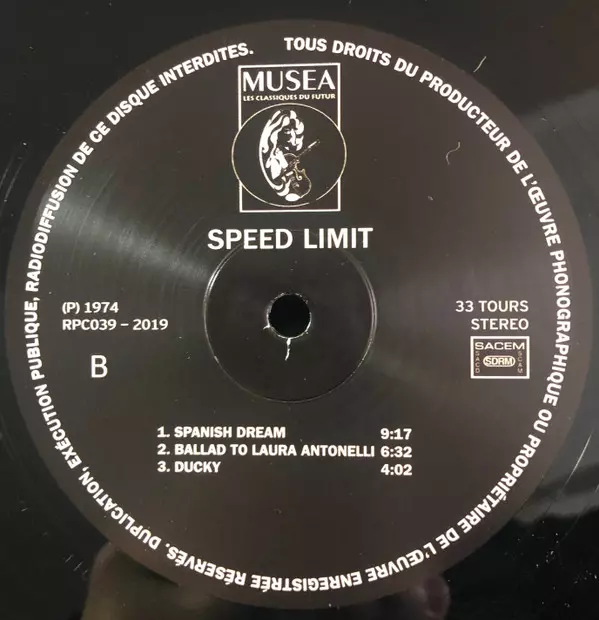 TOUS DROITS DU PRODUCTEUR DE L'ŒUVRE PHONOGRAPHIQUE OU PROPRIÉTAIRE DE L'ŒUVRE ENREGISTRÉE RÉSERVÉS. DUPLICATION, EXÉCUTION PUBLIQUE, RADIODIFFUSION DE CE DISQUE INTERDITES.
MUSEA
LES CLASSIQUES DU FUTUR
SPEED LIMIT
(P) 1974
RPC039 – 2019
B
33 TOURS
STEREO
SACEM
SACD
SDRM
SCAM
1. SPANISH DREAM 9:17
2. BALLAD TO LAURA ANTONELLI 6:32
3. DUCKY 4:02